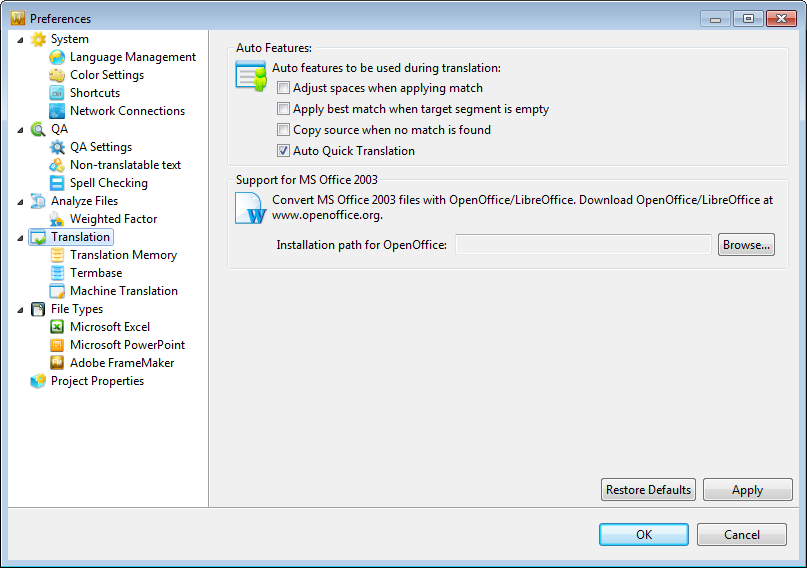 Preferences
System
Language Management
Color Settings
Shortcuts
Network Connections
QA
QA Settings
Non-translatable text
Spell Checking
Analyze Files
Weighted Factor
Translation
Translation Memory
Termbase
Machine Translation
File Types
Microsoft Excel
Microsoft PowerPoint
Adobe FrameMaker
Project Properties
Auto Features:
Auto features to be used during translation:
Adjust spaces when applying match
Apply best match when target segment is empty
Copy source when no match is found
Auto Quick Translation
Support for MS Office 2003
Convert MS Office 2003 files with OpenOffice/LibreOffice. Download OpenOffice/LibreOffice at
www.openoffice.org.
Installation path for OpenOffice: Browse...
Restore Defaults Apply
OK Cancel